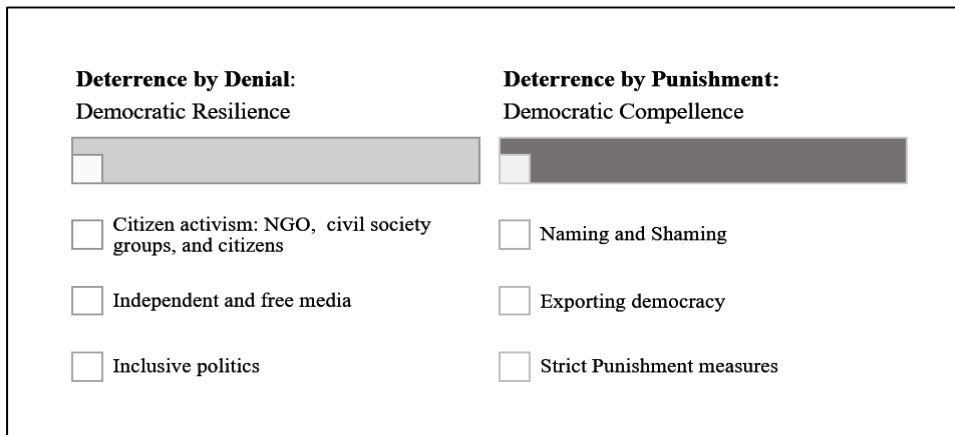 Deterrence by Denial:
Democratic Resilience
Citizen activism: NGO, civil society
groups, and citizens
Independent and free media
Inclusive politics
Deterrence by Punishment:
Democratic Compellence
Naming and Shaming
Exporting democracy
Strict Punishment measures